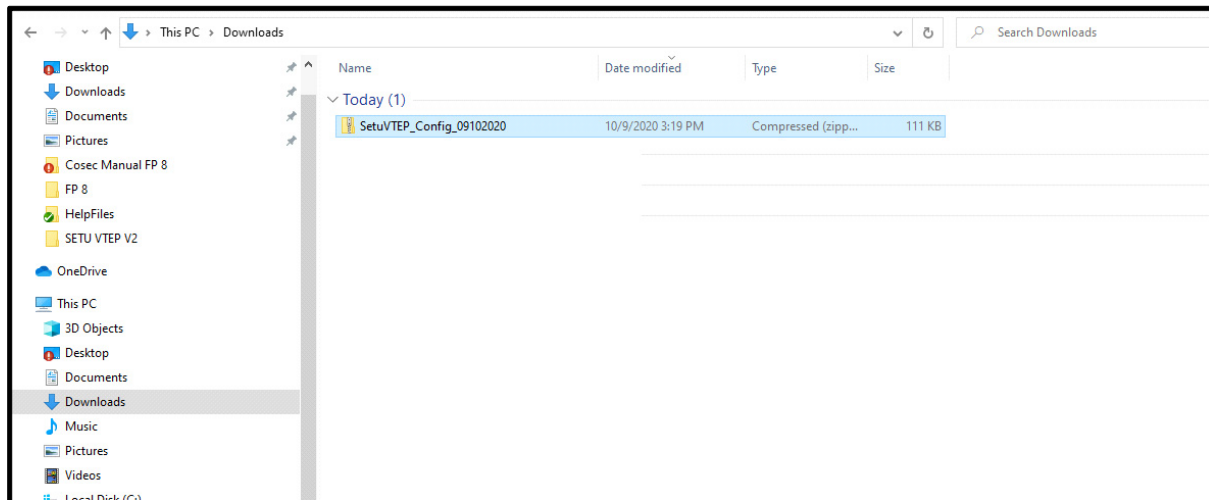 This PC > Downloads
Search Downloads
Desktop
Downloads
Documents
Pictures
Cosec Manual FP 8
FP 8
HelpFiles
SETU VTEP V2
OneDrive
This PC
3D Objects
Desktop
Documents
Downloads
Music
Pictures
Videos
Local Disk (C:)
Name Date modified Type Size
Today (1)
SetuVTEP_Config_09102020 10/9/2020 3:19 PM Compressed (zipp... 111 KB